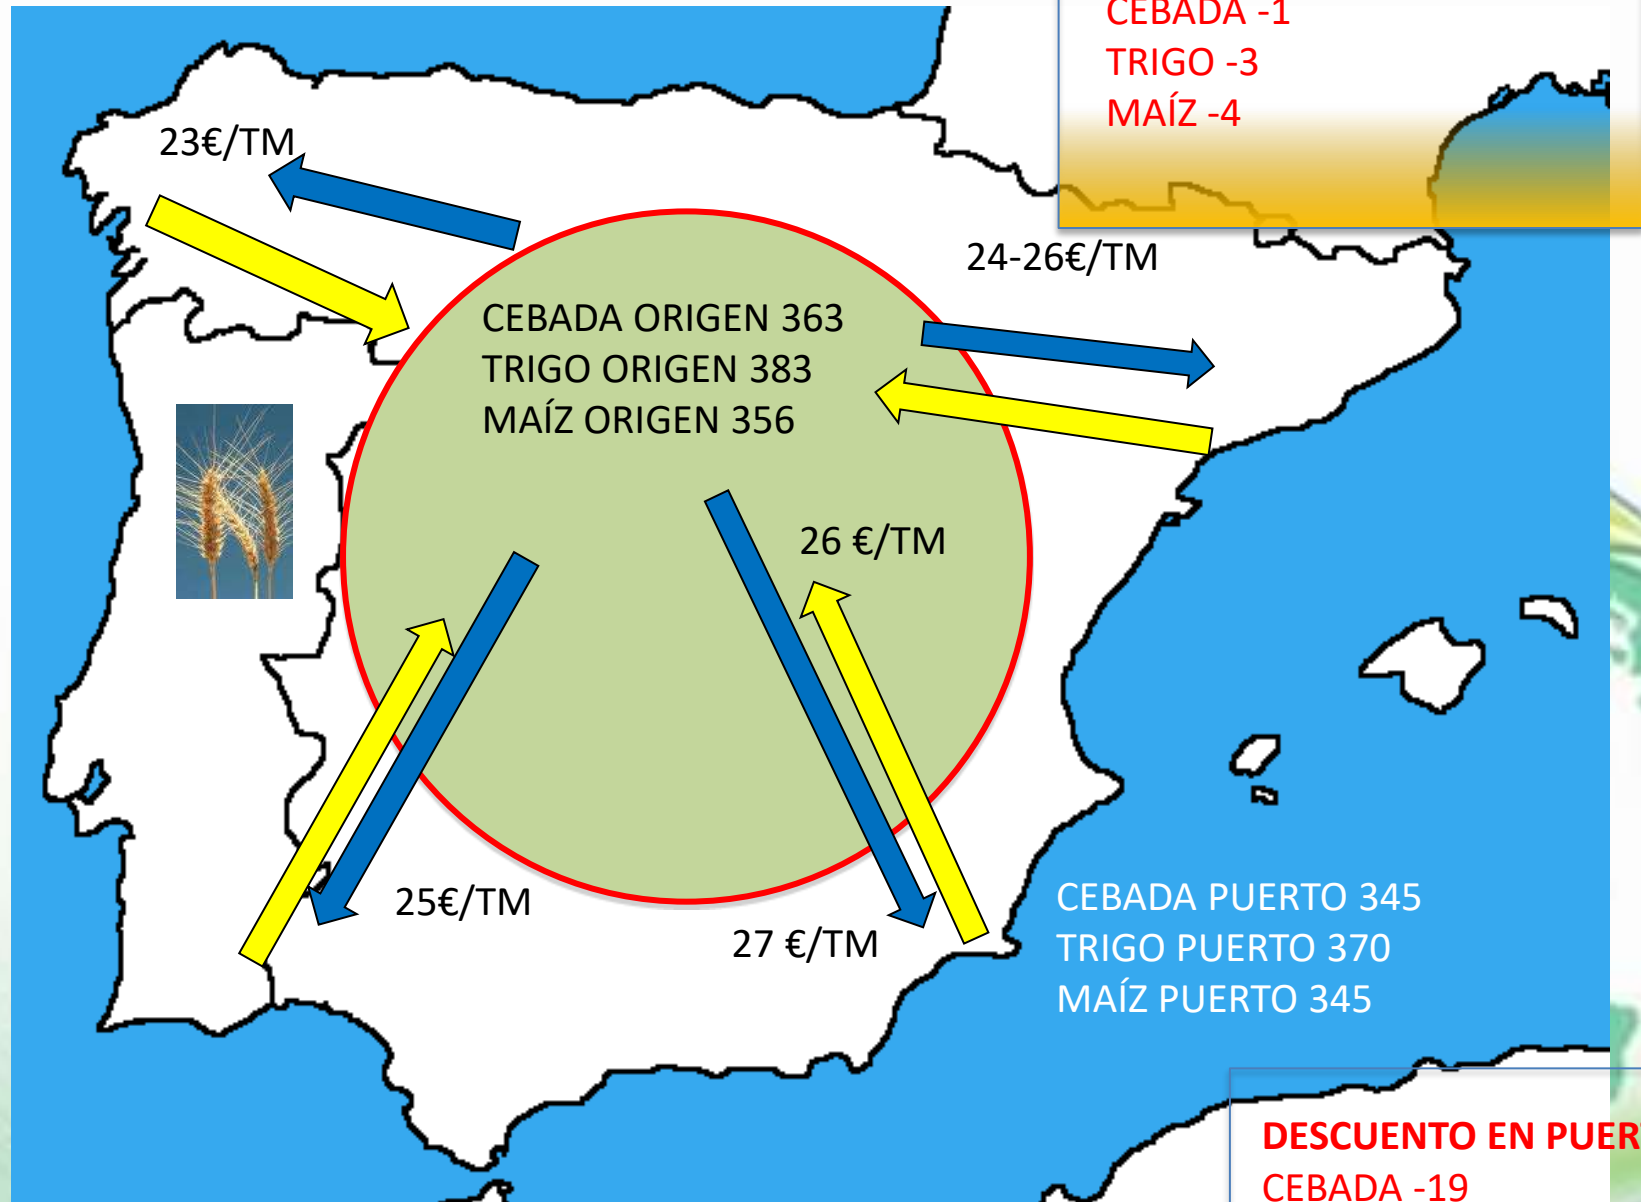 CEBADA -1
TRIGO -3
MAÍZ -4
23€/TM
24-26€/TM
CEBADA ORIGEN 363
TRIGO ORIGEN 383
MAÍZ ORIGEN 356
26 €/TM
25€/TM
27 €/TM
CEBADA PUERTO 345
TRIGO PUERTO 370
MAÍZ PUERTO 345
DESCUENTO EN
CEBADA -19